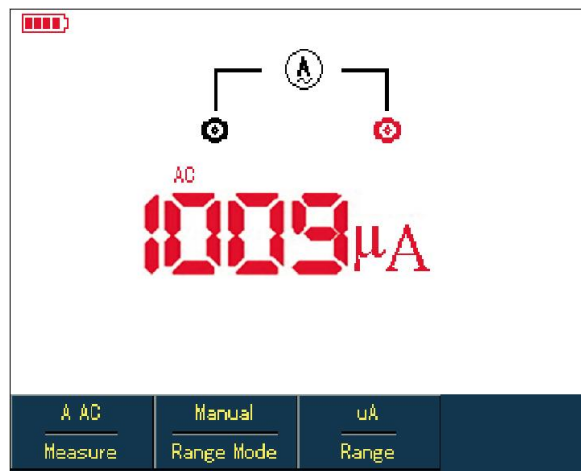 A
AC
1009μA
A AC Manual uA
Measure Range Mode Range